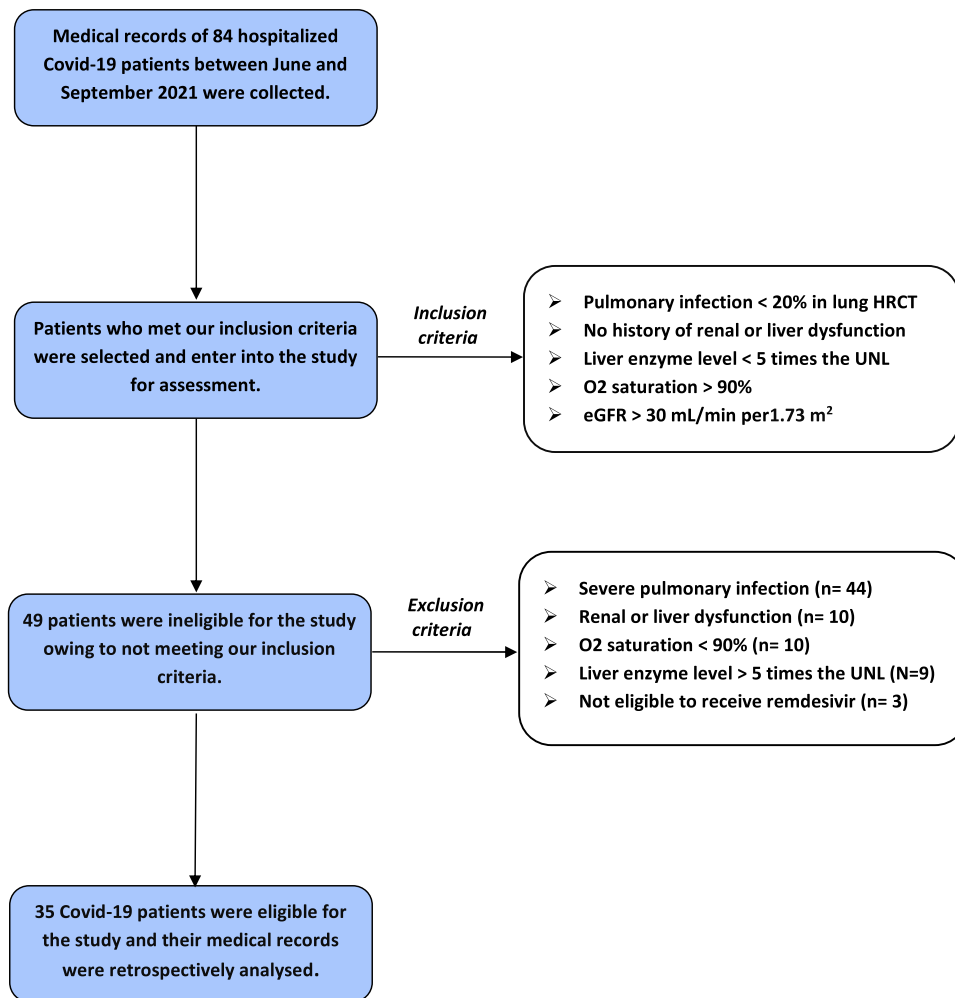 Medical records of 84 hospitalized
Covid-19 patients between June and
September 2021 were collected.
Patients who met our inclusion criteria
were selected and enter into the study
for assessment.
Inclusion
criteria
➢ Pulmonary infection < 20% in lung HRCT
➢ No history of renal or liver dysfunction
➢ Liver enzyme level < 5 times the UNL
➢ O2 saturation > 90%
➢ eGFR > 30 mL/min per1.73 m²
49 patients were ineligible for the study
owing to not meeting our inclusion
criteria.
Exclusion
criteria
➢ Severe pulmonary infection (n= 44)
➢ Renal or liver dysfunction (n= 10)
➢ O2 saturation < 90% (n= 10)
➢ Liver enzyme level > 5 times the UNL (N=9)
➢ Not eligible to receive remdesivir (n= 3)
35 Covid-19 patients were eligible for
the study and their medical records
were retrospectively analysed.